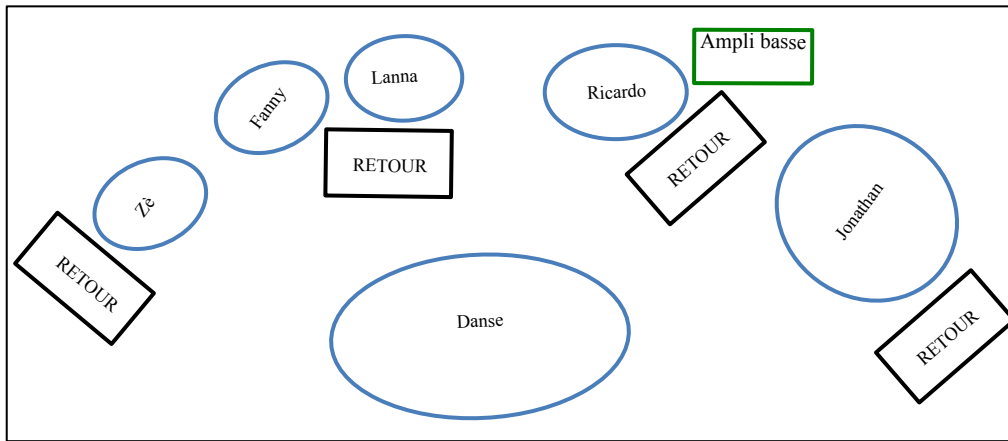 Ampli basse
Lanna
Ricardo
Fanny
RETOUR
RETOUR
Zè
Jonathan
RETOUR
Danse
RETOUR